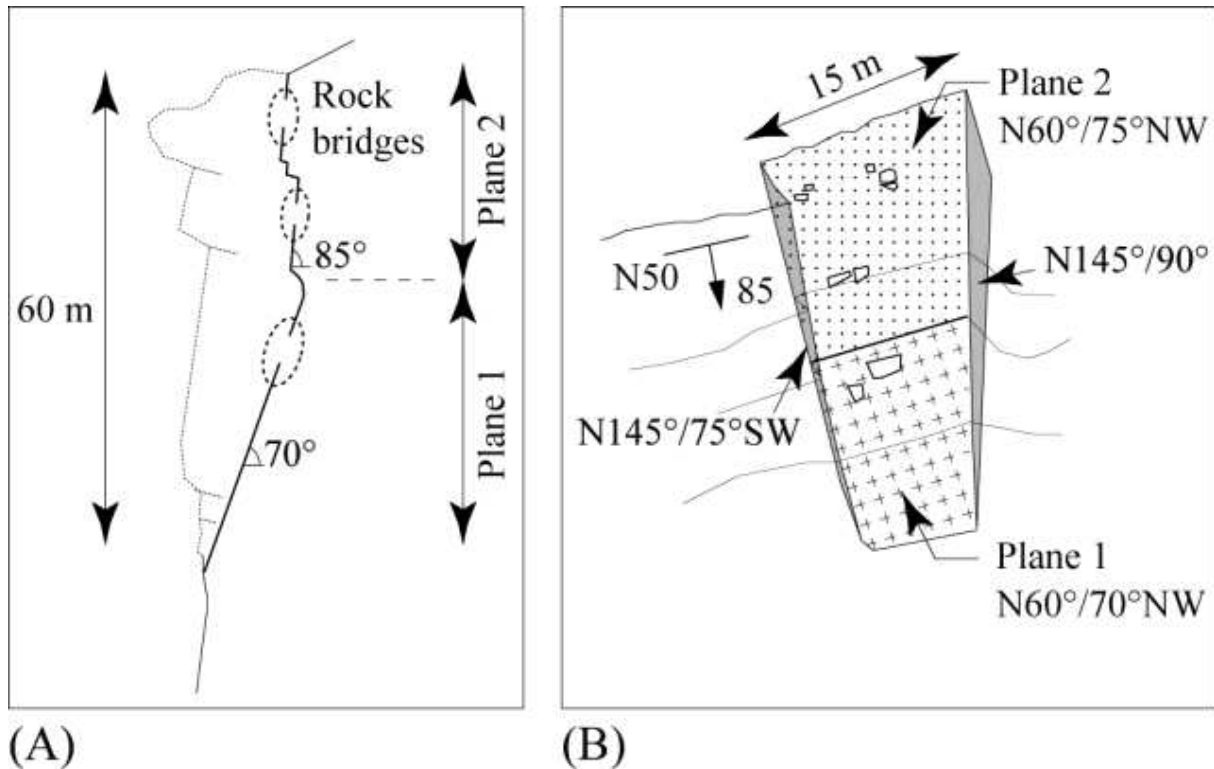 Rock
bridges
Plane 2
85°
60 m
Plane 1
70°
(A)
15 m
Plane 2
N60°/75°NW
N50
85
N145°/90°
N145°/75°SW
Plane 1
N60°/70°NW
(B)